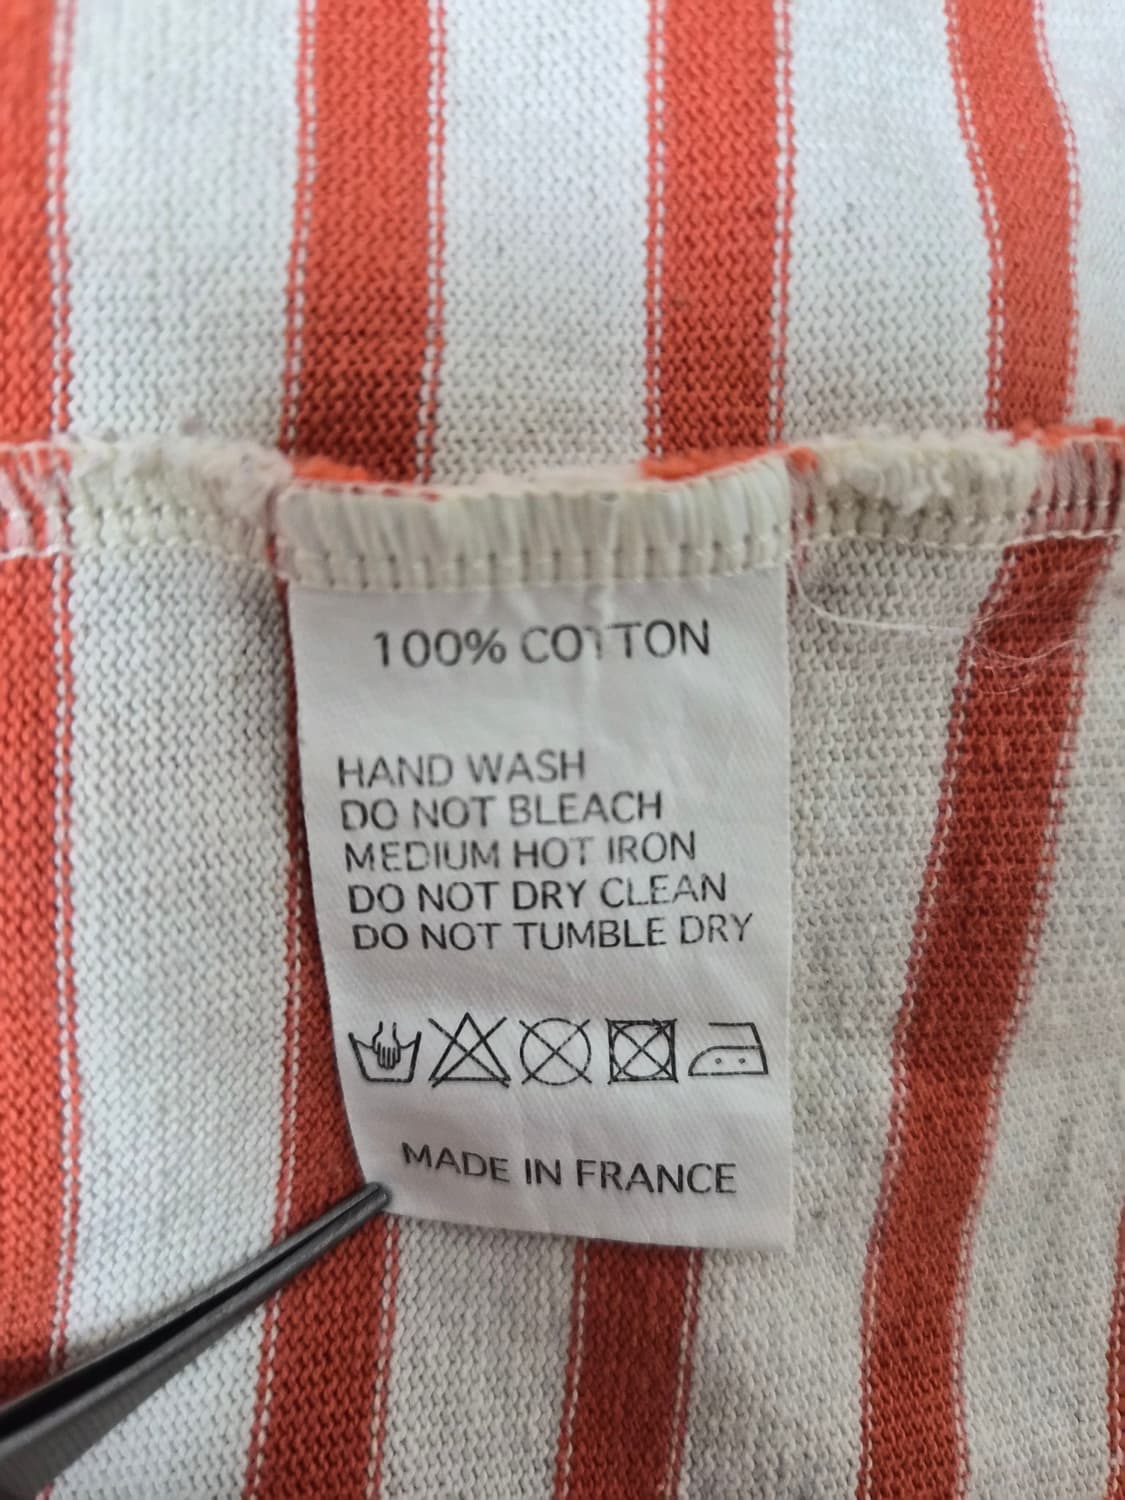 100% COTTON
HAND WASH
DO NOT BLEACH
MEDIUM HOT IRON
DO NOT DRY CLEAN
DO NOT TUMBLE DRY
MADE IN FRANCE